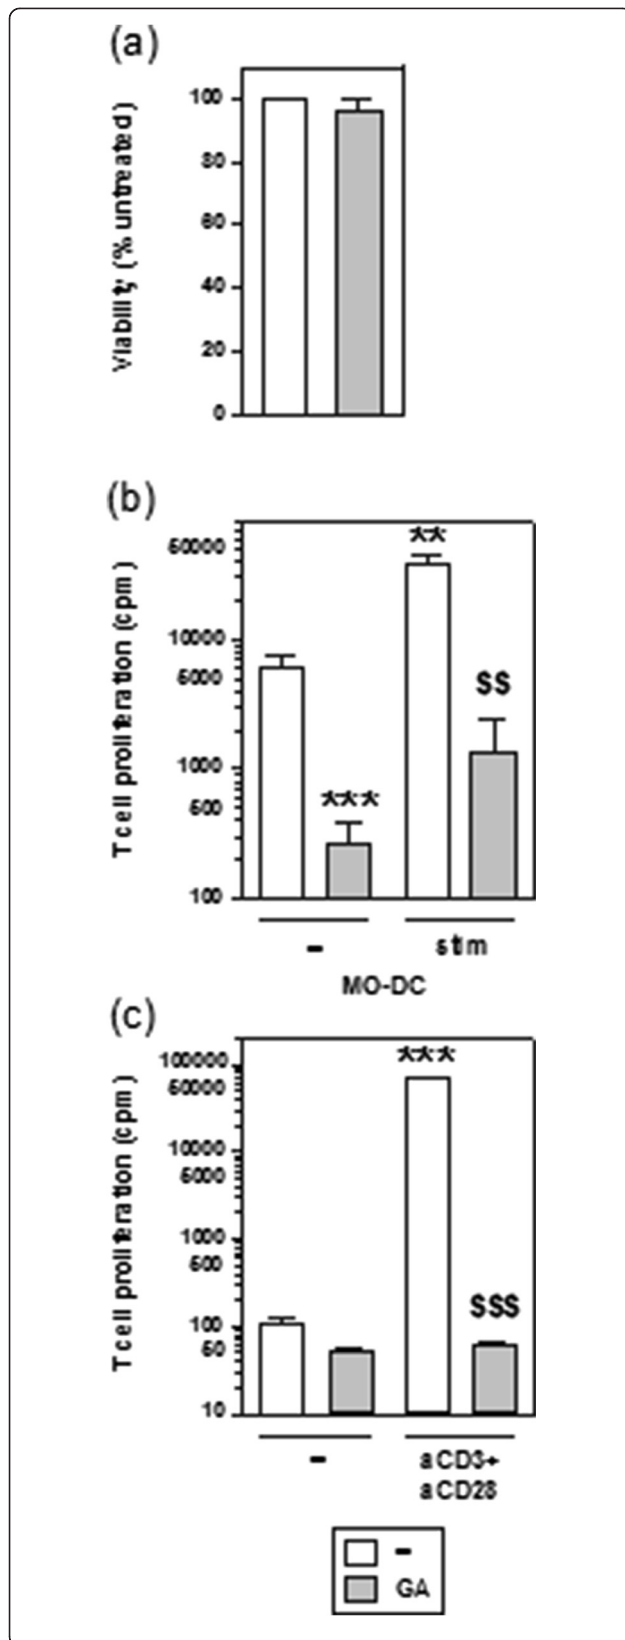 (a)
Viability (% untreated)
100
80
60
40
20
0
(b)
T cell proliferation (cpm)
50000
10000
5000
1000
500
100
**
***
$$
-
stim
MO-DC
(c)
T cell proliferation (cpm)
100000
50000
10000
5000
1000
500
100
50
10
***
$$$
-
aCD3+
aCD28
-
GA